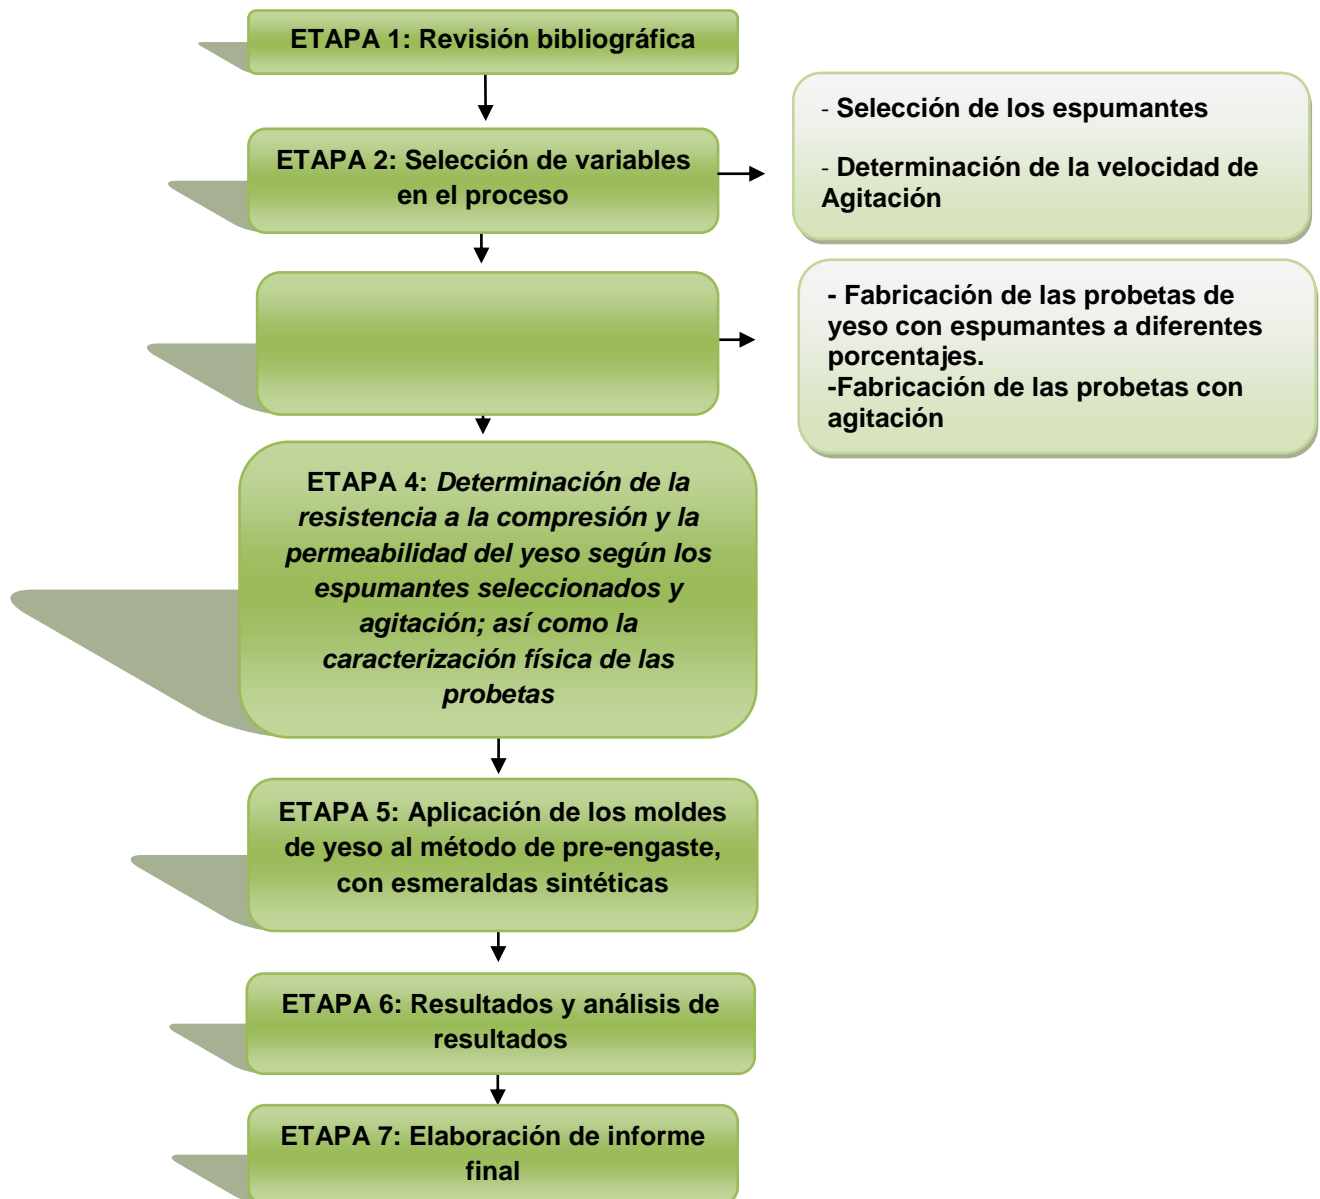 ETAPA 1: Revisión bibliográfica
ETAPA 2: Selección de variables
en el proceso
- Selección de los espumantes
- Determinación de la velocidad de
Agitación
- Fabricación de las probetas de
yeso con espumantes a diferentes
porcentajes.
-Fabricación de las probetas con
agitación
ETAPA 4: Determinación de la
resistencia a la compresión y la
permeabilidad del yeso según los
espumantes seleccionados y
agitación; así como la
caracterización física de las
probetas
ETAPA 5: Aplicación de los moldes
de yeso al método de pre-engaste,
con esmeraldas sintéticas
ETAPA 6: Resultados y análisis de
resultados
ETAPA 7: Elaboración de informe
final